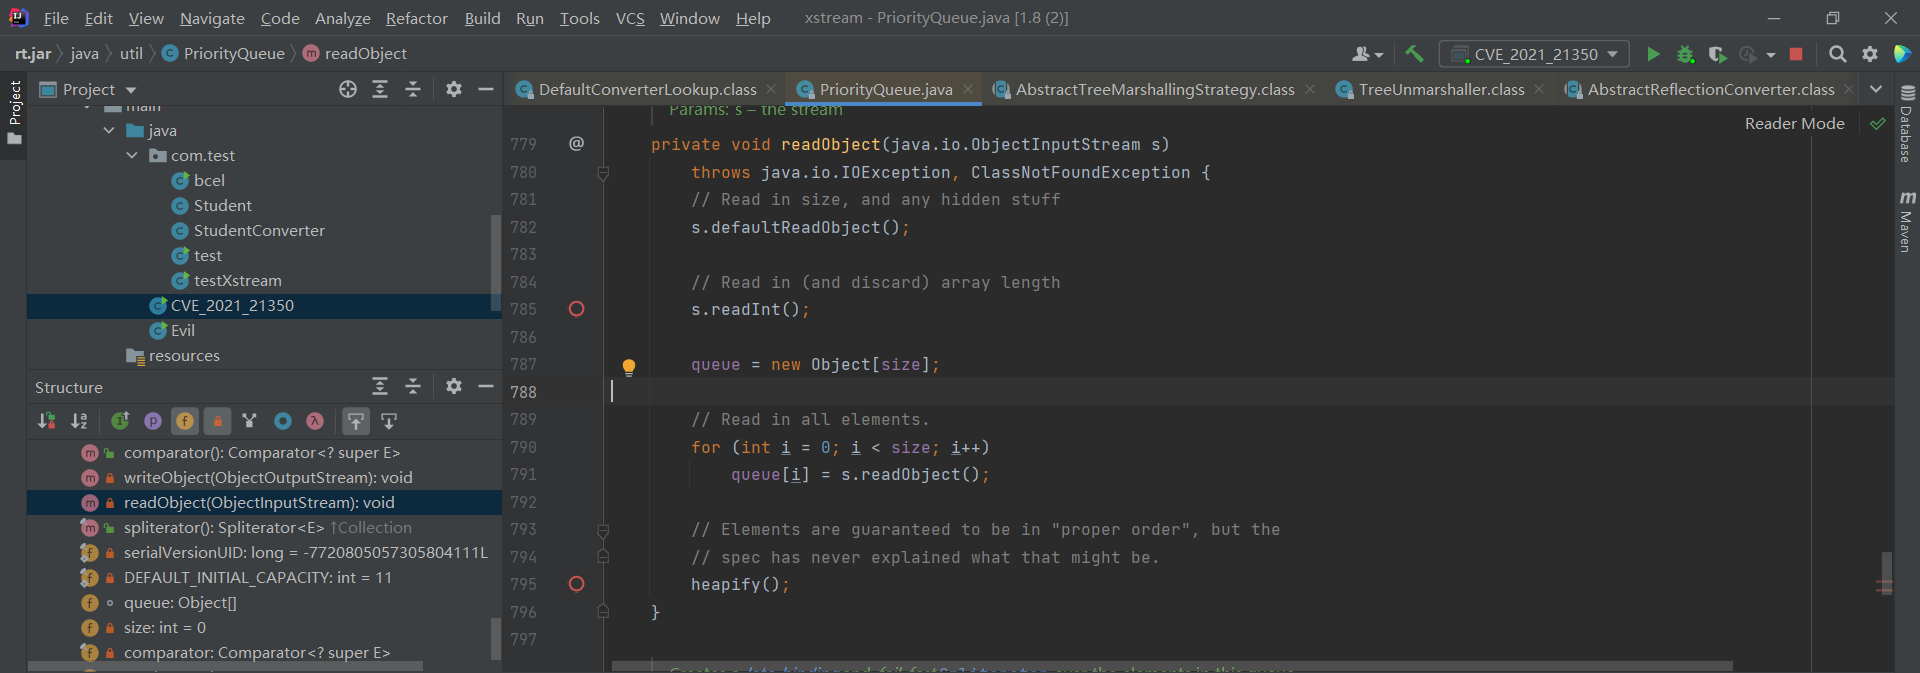 File Edit View Navigate Code Analyze Refactor Build Run Tools VCS Window Help xstream - PriorityQueue.java [1.8 (2)]
rt.jar java util PriorityQueue readObject CVE_2021_21350
Project DefaultConverterLookup.class PriorityQueue.java AbstractTreeMarshallingStrategy.class TreeUnmarshaller.class AbstractReflectionConverter.class
Project
main
java
com.test
bcel
Student
StudentConverter
test
testXstream
CVE_2021_21350
Evil
resources
Structure
comparator(): Comparator<? super E>
writeObject(ObjectOutputStream): void
readObject(ObjectInputStream): void
spliterator(): Spliterator<E> ↑Collection
serialVersionUID: long = -7720805057305804111L
DEFAULT_INITIAL_CAPACITY: int = 11
queue: Object[]
size: int = 0
comparator: Comparator<? super E>
Params: s – the stream
Reader Mode
779 @ private void readObject(java.io.ObjectInputStream s)
780 throws java.io.IOException, ClassNotFoundException {
781 // Read in size, and any hidden stuff
782 s.defaultReadObject();
783
784 // Read in (and discard) array length
785 s.readInt();
786
787 queue = new Object[size];
788
789 // Read in all elements.
790 for (int i = 0; i < size; i++)
791 queue[i] = s.readObject();
792
793 // Elements are guaranteed to be in "proper order", but the
794 // spec has never explained what that might be.
795 heapify();
796 }
797
Database
Maven